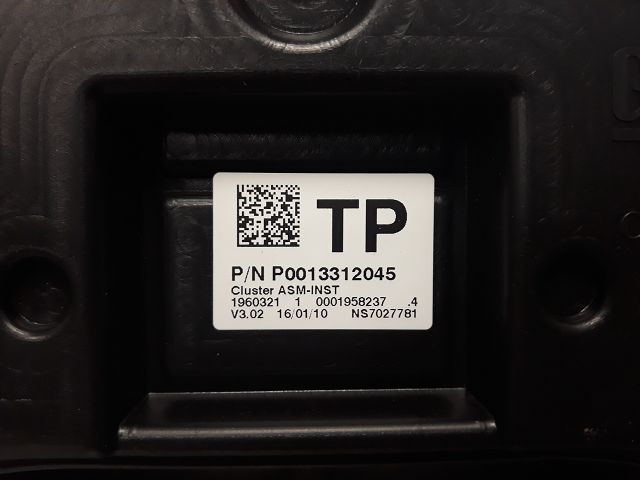 TP
P/N P0013312045
Cluster ASM-INST
1960321 1 0001958237 .4
V3.02 16/01/10 NS7027781